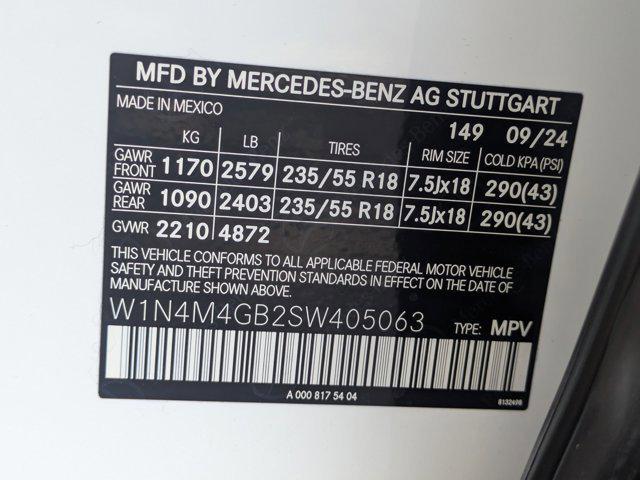 MFD BY MERCEDES-BENZ AG STUTTGART
MADE IN MEXICO 149 09/24
KG LB TIRES RIM SIZE COLD KPA(PSI)
GAWR FRONT 1170 2579 235/55 R18 7.5Jx18 290(43)
GAWR REAR 1090 2403 235/55 R18 7.5Jx18 290(43)
GVWR 2210 4872
THIS VEHICLE CONFORMS TO ALL APPLICABLE FEDERAL MOTOR VEHICLE
SAFETY AND THEFT PREVENTION STANDARDS IN EFFECT ON THE DATE OF
MANUFACTURE SHOWN ABOVE.
W1N4M4GB2SW405063 TYPE: MPV
A 000 817 54 04 8132498